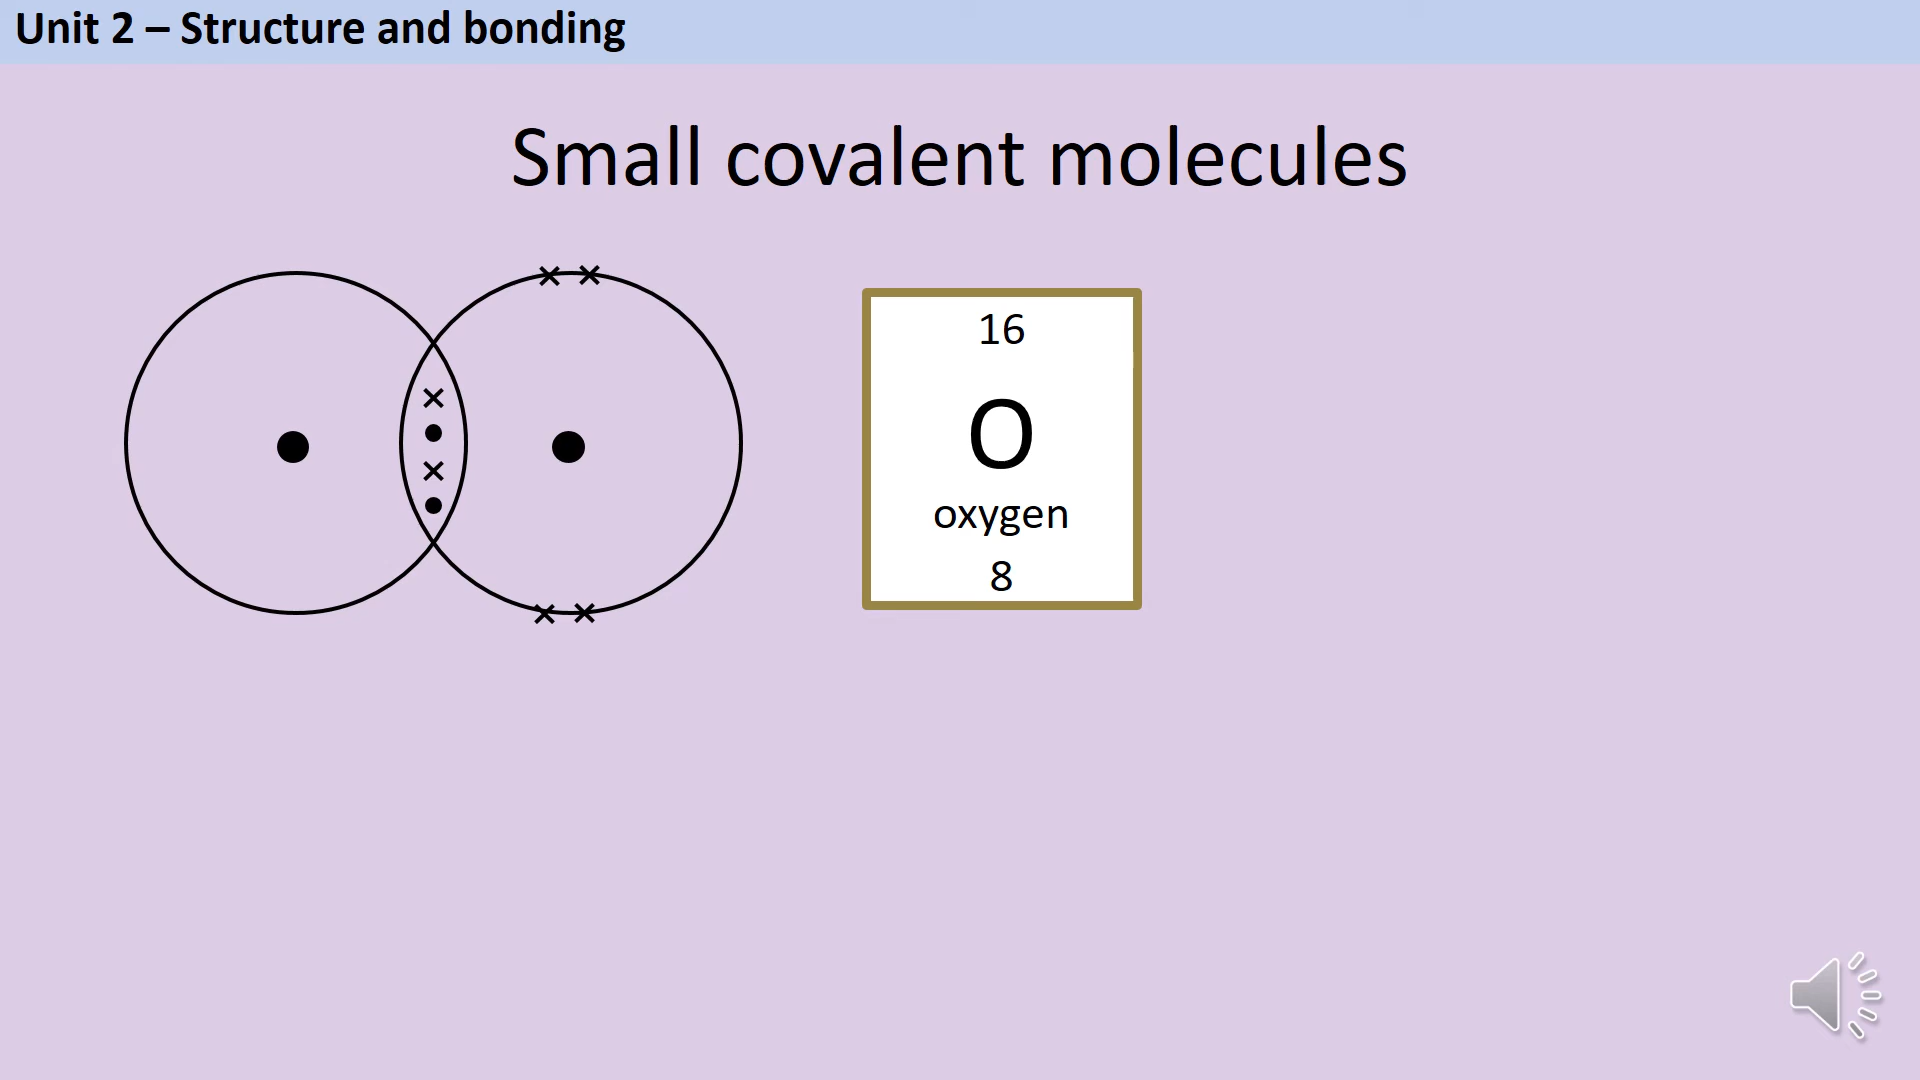 Unit 2 – Structure and bonding
Small covalent molecules
16
O
oxygen
8